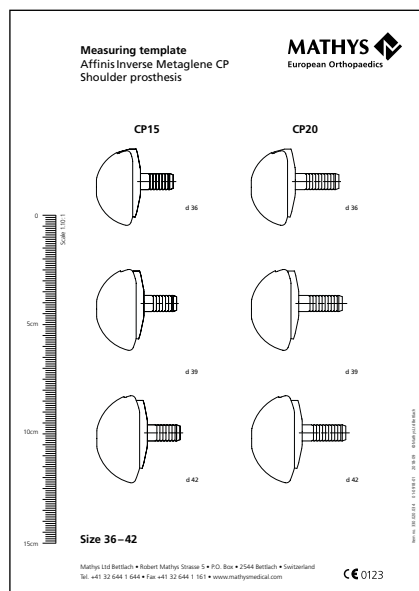 Measuring template
Affinis Inverse Metaglene CP
Shoulder prosthesis
MATHYS
European Orthopaedics
CP15 CP20
d 36 d 36
0
Scale 1.10:1
5cm
d 39 d 39
10cm
d 42 d 42
15cm
Size 36–42
Mathys Ltd Bettlach • Robert Mathys Strasse 5 • P.O. Box • 2544 Bettlach • Switzerland
Tel. +41 32 644 1 644 • Fax +41 32 644 1 161 • www.mathysmedical.com
CE 0123